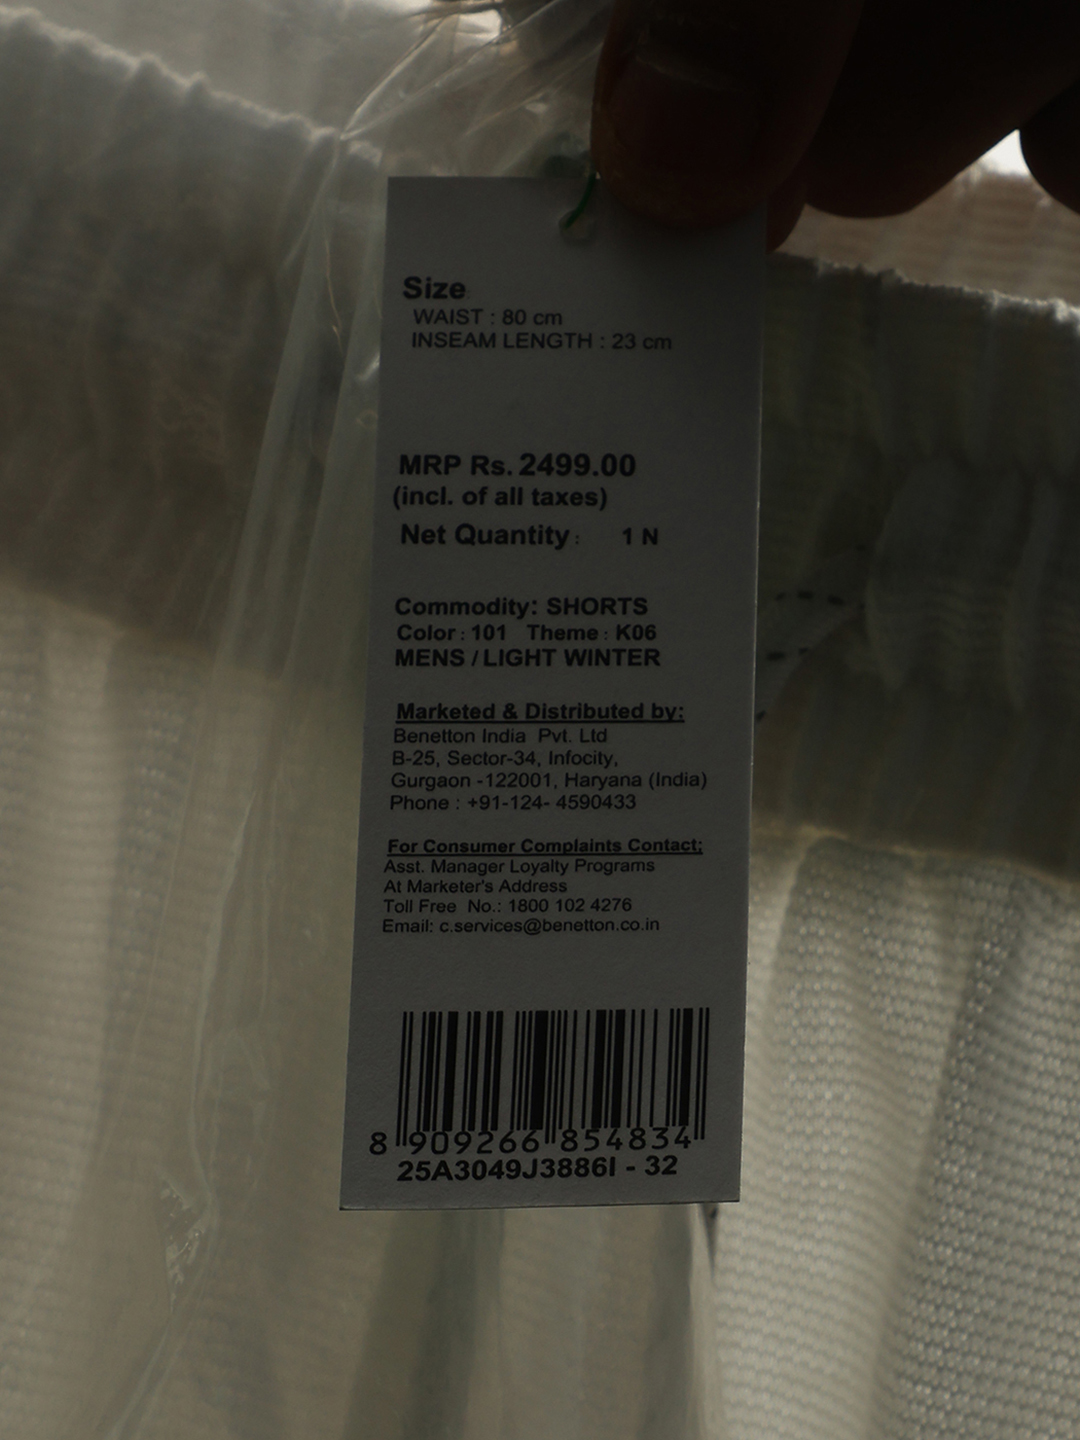 Size
WAIST : 80 cm
INSEAM LENGTH : 23 cm
MRP Rs. 2499.00
(incl. of all taxes)
Net Quantity : 1 N
Commodity: SHORTS
Color : 101 Theme : K06
MENS / LIGHT WINTER
Marketed & Distributed by:
Benetton India Pvt. Ltd
B-25, Sector-34, Infocity,
Gurgaon -122001, Haryana (India)
Phone : +91-124- 4590433
For Consumer Complaints Contact;
Asst. Manager Loyalty Programs
At Marketer's Address
Toll Free No.: 1800 102 4276
Email: c.services@benetton.co.in
8 909266 854834
25A3049J3886I - 32